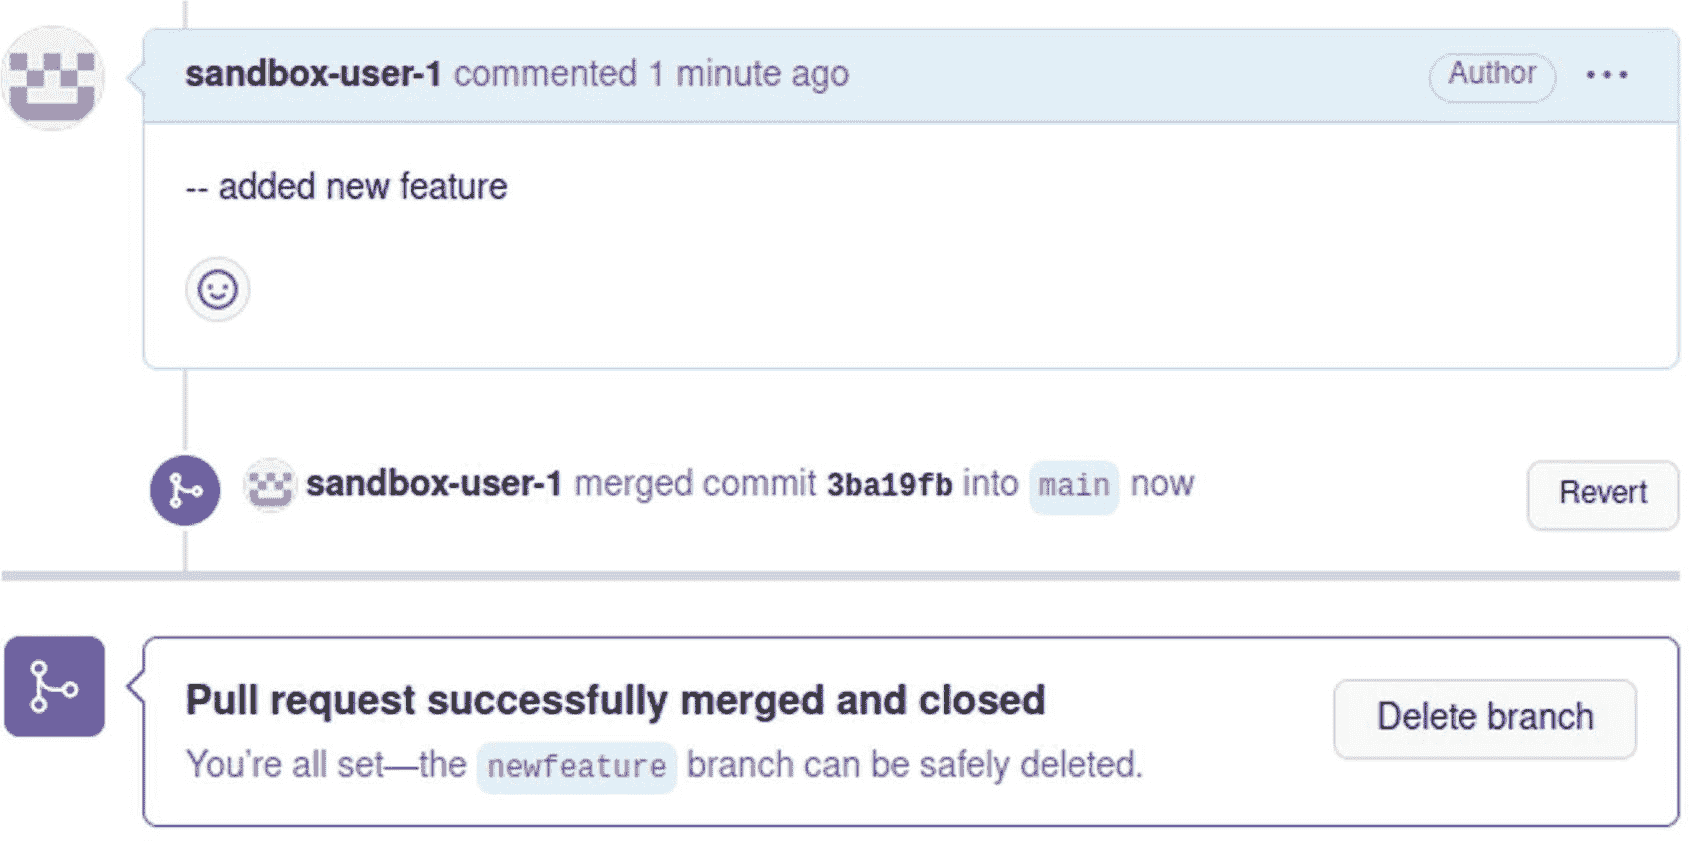 sandbox-user-1 commented 1 minute ago Author
-- added new feature
sandbox-user-1 merged commit 3ba19fb into main now Revert
Pull request successfully merged and closed
You're all set—the newfeature branch can be safely deleted.
Delete branch